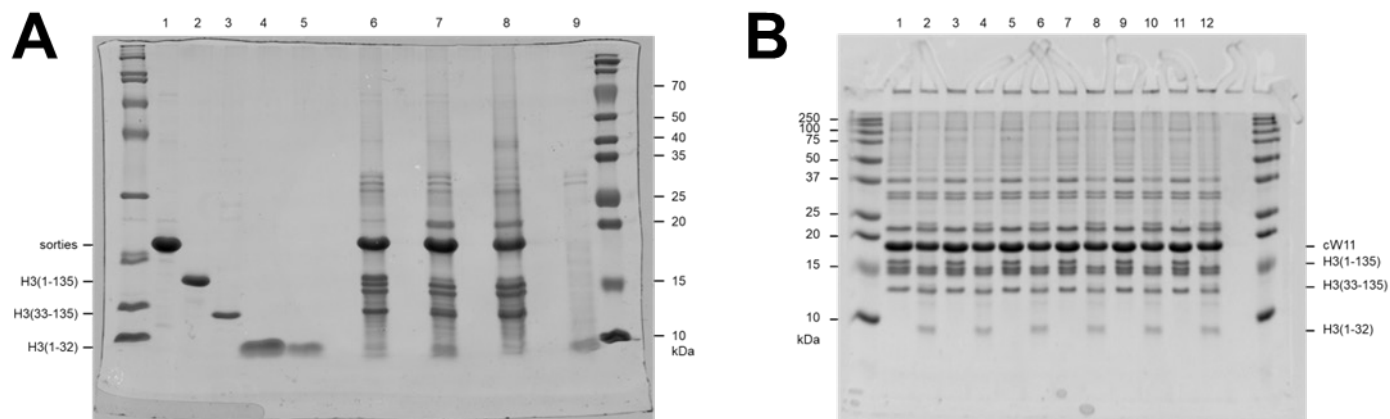 A
1 2 3 4 5 6 7 8 9
70
50
40
35
25
20
sorties
H3(1-135)
15
H3(33-135)
H3(1-32)
10
kDa
B
1 2 3 4 5 6 7 8 9 10 11 12
250
100
75
50
37
25
20
cW11
H3(1-135)
15
H3(33-135)
10
H3(1-32)
kDa